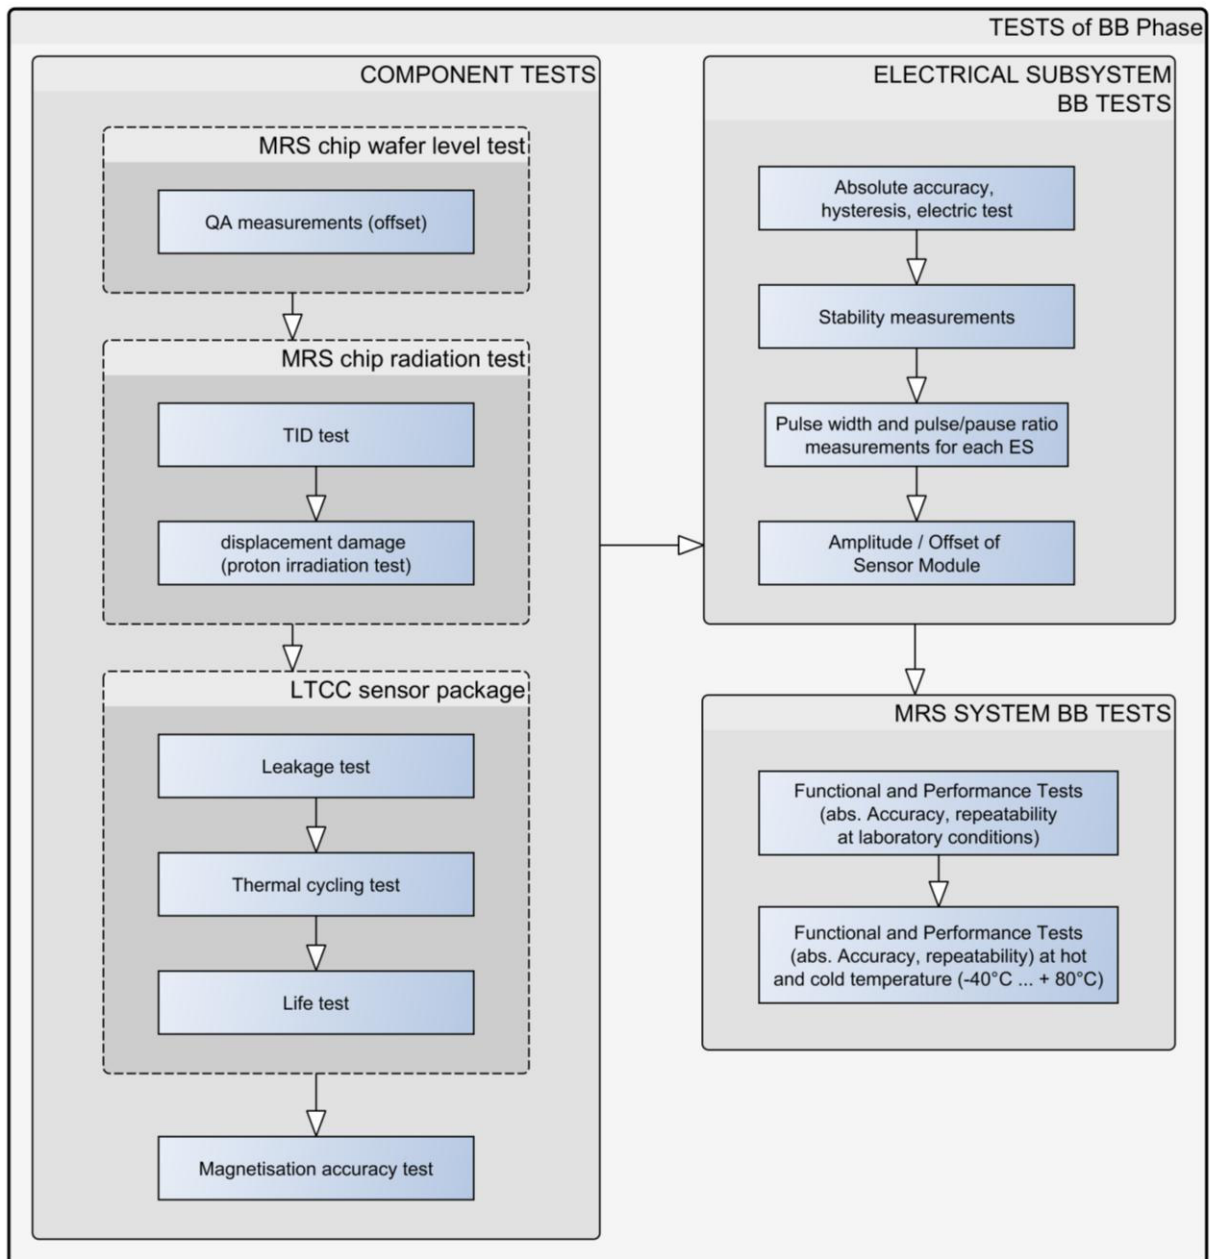 TESTS of BB Phase
COMPONENT TESTS
MRS chip wafer level test
QA measurements (offset)
MRS chip radiation test
TID test
displacement damage
(proton irradiation test)
LTCC sensor package
Leakage test
Thermal cycling test
Life test
Magnetisation accuracy test
ELECTRICAL SUBSYSTEM
BB TESTS
Absolute accuracy,
hysteresis, electric test
Stability measurements
Pulse width and pulse/pause ratio
measurements for each ES
Amplitude / Offset of
Sensor Module
MRS SYSTEM BB TESTS
Functional and Performance Tests
(abs. Accuracy, repeatability
at laboratory conditions)
Functional and Performance Tests
(abs. Accuracy, repeatability) at hot
and cold temperature (-40°C ... + 80°C)